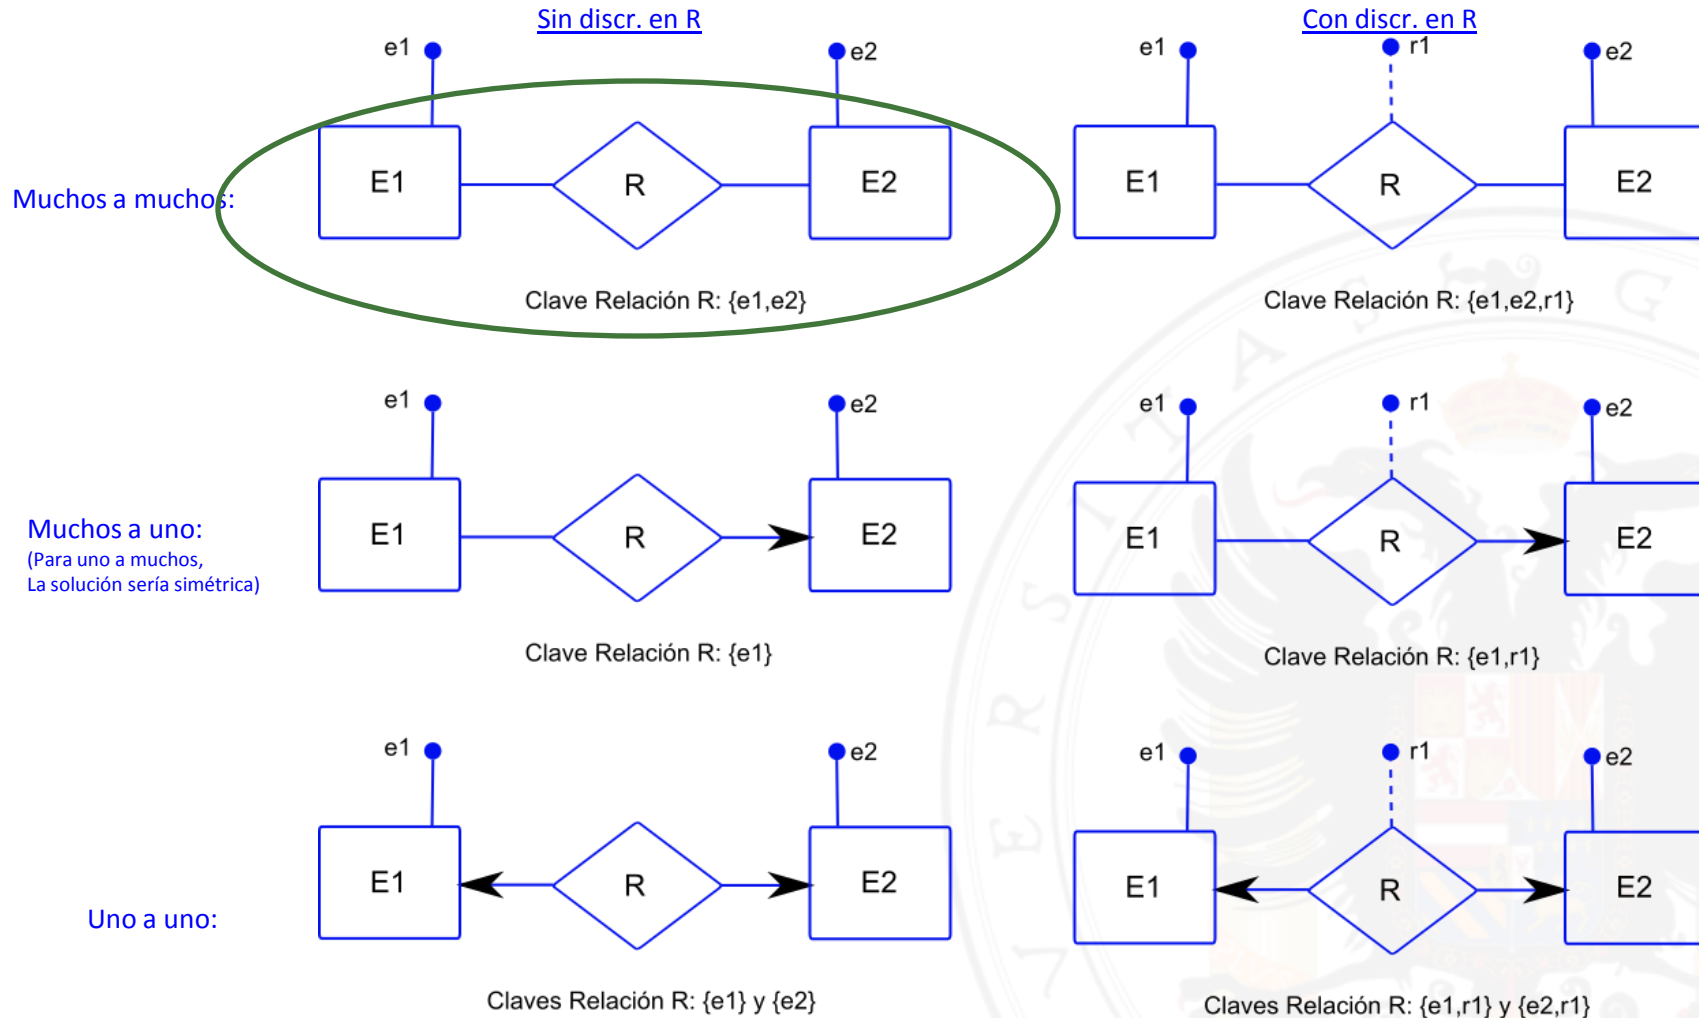 Sin discr. en R
Con discr. en R
e1
e2
e1
r1
e2
Muchos a muchos:
E1
R
E2
E1
R
E2
Clave Relación R: {e1,e2}
Clave Relación R: {e1,e2,r1}
e1
e2
e1
r1
e2
Muchos a uno:
(Para uno a muchos,
La solución sería simétrica)
E1
R
E2
E1
R
E2
Clave Relación R: {e1}
Clave Relación R: {e1,r1}
e1
e2
e1
r1
e2
Uno a uno:
E1
R
E2
E1
R
E2
Claves Relación R: {e1} y {e2}
Claves Relación R: {e1,r1} y {e2,r1}